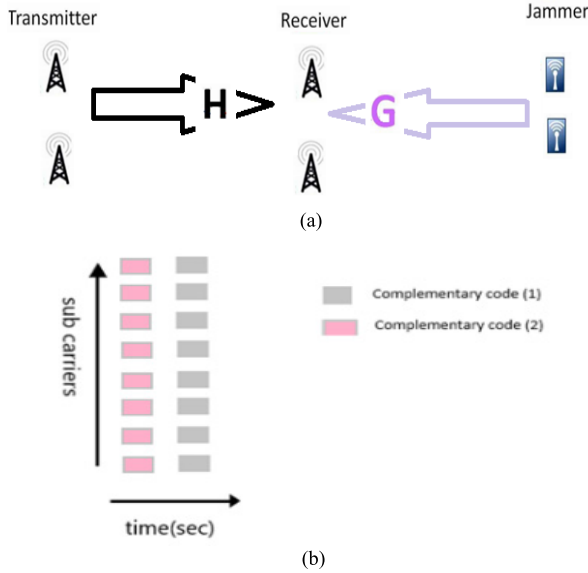 Transmitter
Receiver
Jammer
H
G
(a)
sub carriers
Complementary code (1)
Complementary code (2)
time(sec)
(b)